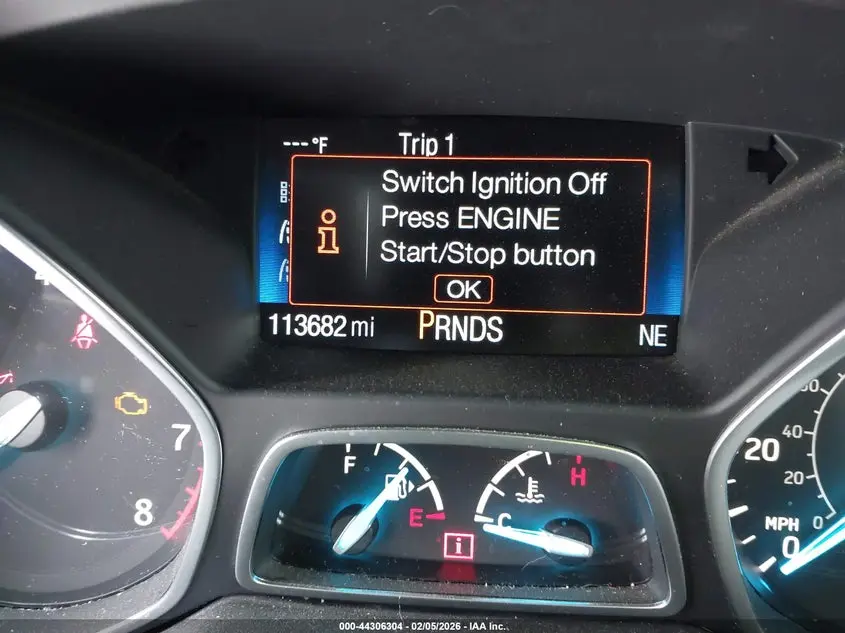 ---°F Trip 1
Switch Ignition Off
Press ENGINE
Start/Stop button
OK
113682 mi PRNDS NE
7
8
F
E
H
C
20
40
20
0
MPH
0
000-44306304 | 02/05/2026 - IAA Inc.